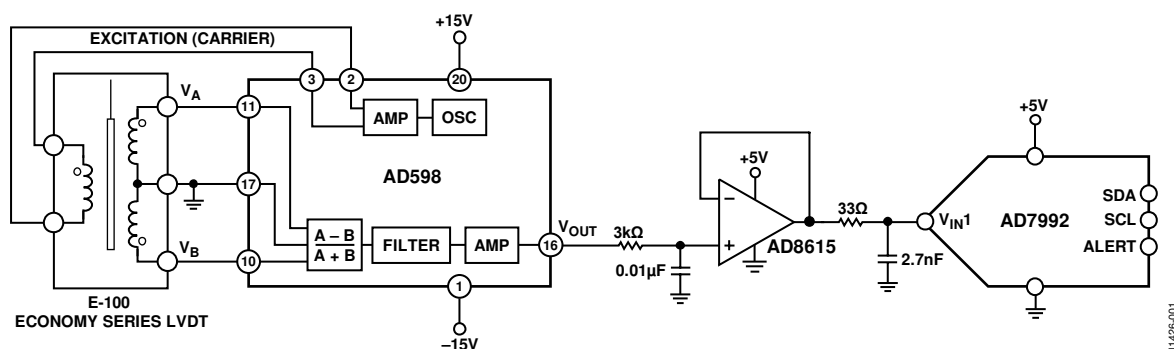 +15V
EXCITATION (CARRIER)
3
2
20
V_A
11
AMP
OSC
+5V
AD598
+5V
17
SDA
33Ω
V_IN1
AD7992
SCL
V_OUT
3kΩ
−
+
AD8615
ALERT
A – B
A + B
FILTER
AMP
16
V_B
10
0.01µF
2.7nF
1
E-100
ECONOMY SERIES LVDT
–15V